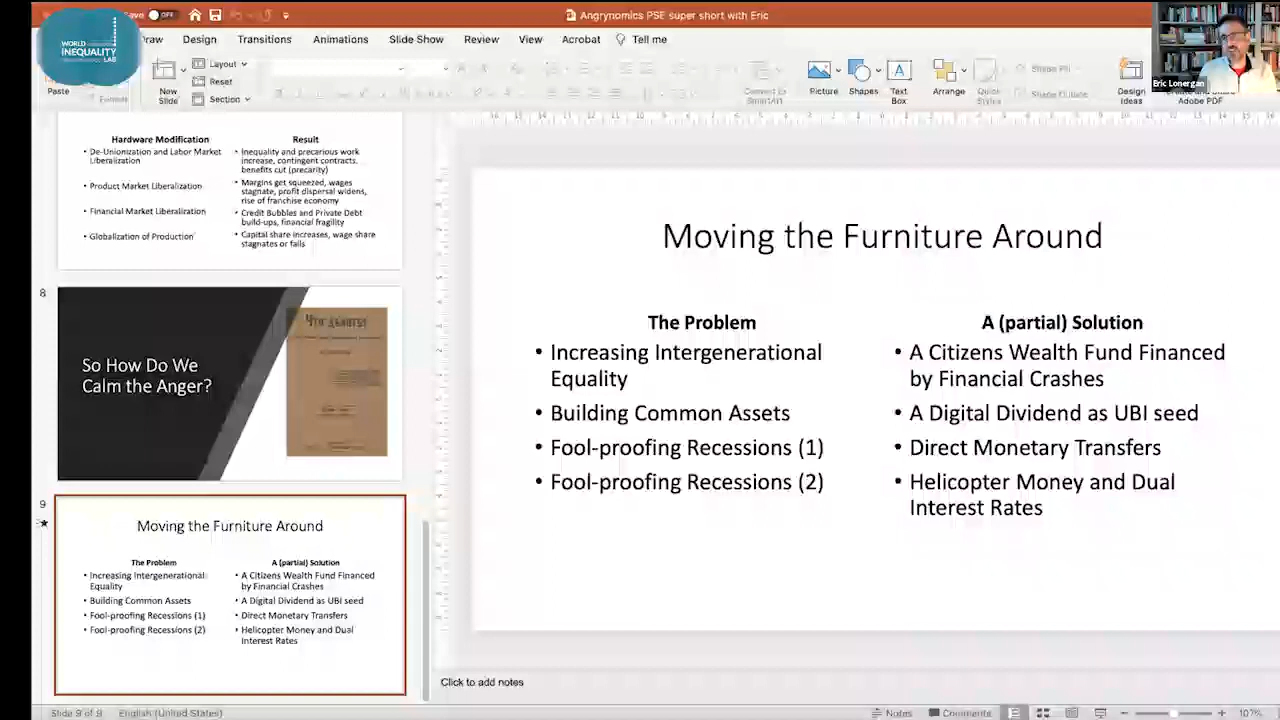 Save OFF
Angrynomics PSE super short with Eric
WORLD
INEQUALITY
LAB
Draw Design Transitions Animations Slide Show Review View Acrobat Tell me
Paste
Format
New
Slide
Layout
Reset
Section
Convert to
SmartArt
Picture
Shapes
Text
Box
Arrange
Quick
Styles
Shape Fill
Shape Outline
Design
Ideas
Adobe PDF
Eric Lonergan
Hardware Modification
• De-Unionization and Labor Market
Liberalization
• Product Market Liberalization
• Financial Market Liberalization
• Globalization of Production
Result
• Inequality and precarious work
increase, contingent contracts,
benefits cut (precarity)
• Margins get squeezed, wages
stagnate, profit dispersal widens,
rise of franchise economy
• Credit Bubbles and Private Debt
build-ups, financial fragility
• Capital share increases, wage share
stagnates or falls
8
So How Do We
Calm the Anger?
9
Moving the Furniture Around
The Problem
• Increasing Intergenerational
Equality
• Building Common Assets
• Fool-proofing Recessions (1)
• Fool-proofing Recessions (2)
A (partial) Solution
• A Citizens Wealth Fund Financed
by Financial Crashes
• A Digital Dividend as UBI seed
• Direct Monetary Transfers
• Helicopter Money and Dual
Interest Rates
Moving the Furniture Around
The Problem
• Increasing Intergenerational
Equality
• Building Common Assets
• Fool-proofing Recessions (1)
• Fool-proofing Recessions (2)
A (partial) Solution
• A Citizens Wealth Fund Financed
by Financial Crashes
• A Digital Dividend as UBI seed
• Direct Monetary Transfers
• Helicopter Money and Dual
Interest Rates
Click to add notes
Slide 9 of 9 English (United States)
Notes Comments 107%